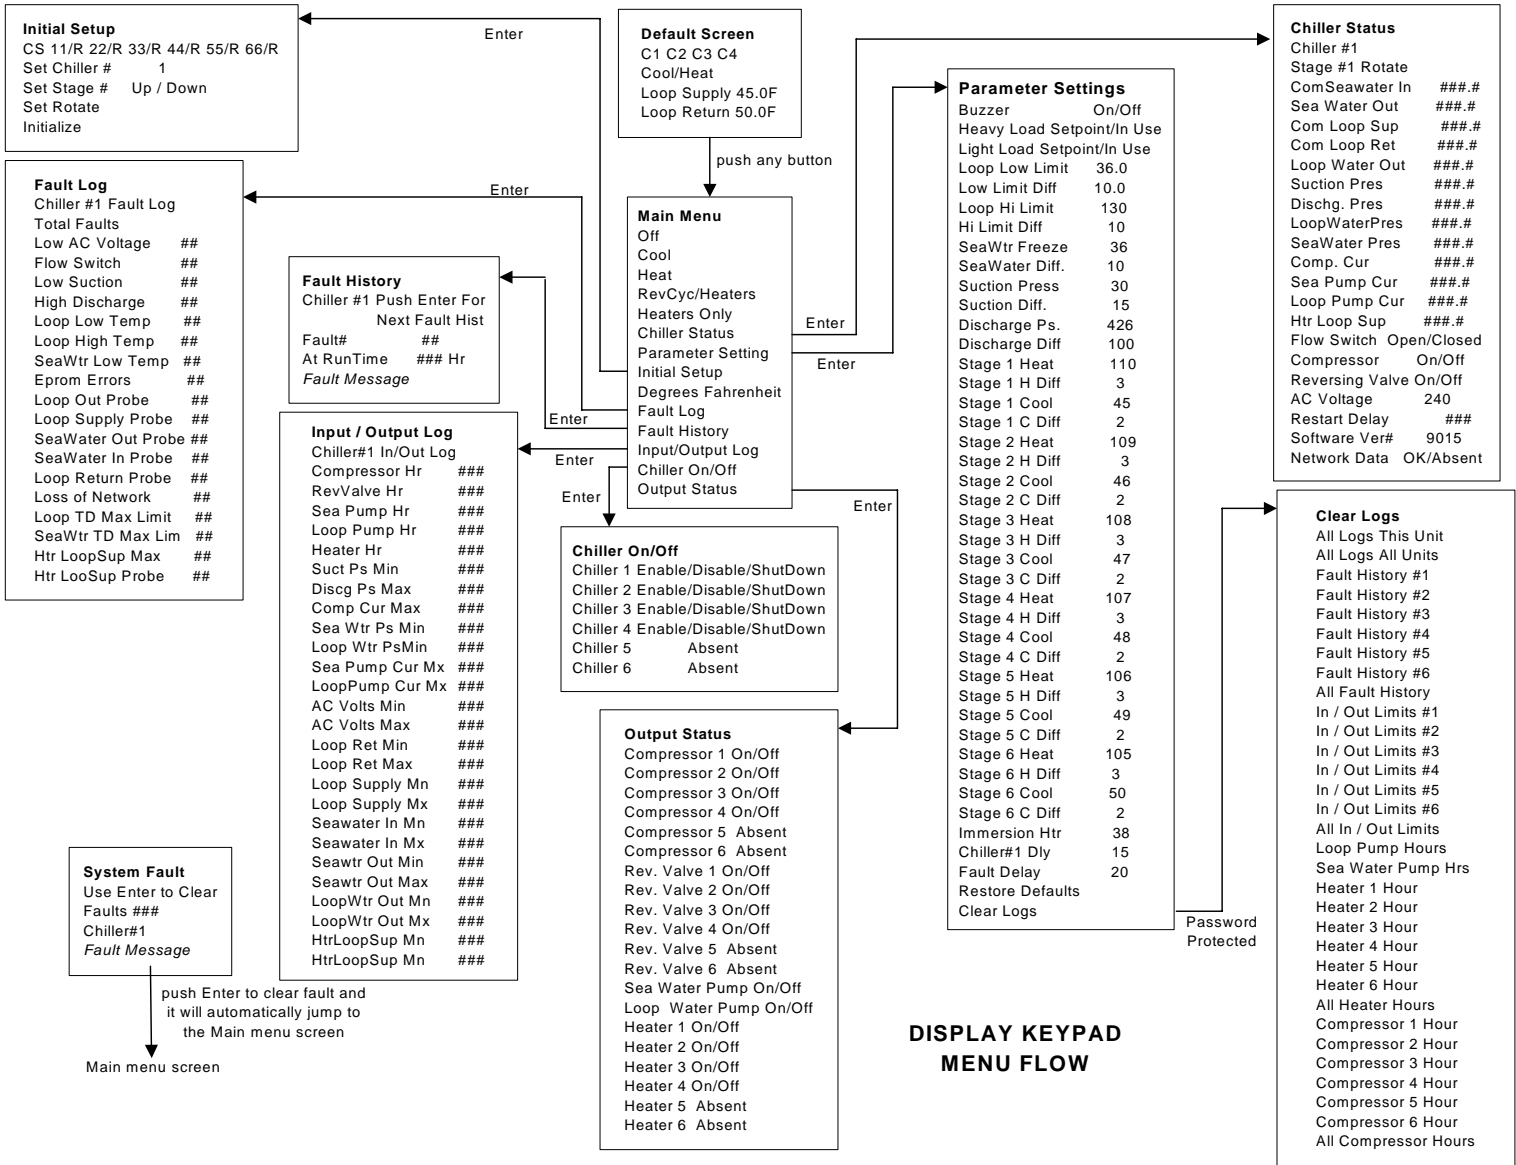 Initial Setup
CS 11/R 22/R 33/R 44/R 55/R 66/R
Set Chiller # 1
Set Stage # Up / Down
Set Rotate
Initialize
Enter
Default Screen
C1 C2 C3 C4
Cool/Heat
Loop Supply 45.0F
Loop Return 50.0F
push any button
Fault Log
Chiller #1 Fault Log
Total Faults
Low AC Voltage ##
Flow Switch ##
Low Suction ##
High Discharge ##
Loop Low Temp ##
Loop High Temp ##
SeaWtr Low Temp ##
Eprom Errors ##
Loop Out Probe ##
Loop Supply Probe ##
SeaWater Out Probe ##
SeaWater In Probe ##
Loop Return Probe ##
Loss of Network ##
Loop TD Max Limit ##
SeaWtr TD Max Lim ##
Htr LoopSup Max ##
Htr LooSup Probe ##
Enter
Fault History
Chiller #1 Push Enter For
Next Fault Hist
Fault# ##
At RunTime ### Hr
Fault Message
Enter
Main Menu
Off
Cool
Heat
RevCyc/Heaters
Heaters Only
Chiller Status
Parameter Setting
Initial Setup
Degrees Fahrenheit
Fault Log
Fault History
Input/Output Log
Chiller On/Off
Output Status
Enter
Enter
Enter
Enter
Enter
Input / Output Log
Chiller#1 In/Out Log
Compressor Hr ###
RevValve Hr ###
Sea Pump Hr ###
Loop Pump Hr ###
Heater Hr ###
Suct Ps Min ###
Discg Ps Max ###
Comp Cur Max ###
Sea Wtr Ps Min ###
Loop Wtr PsMin ###
Sea Pump Cur Mx ###
LoopPump Cur Mx ###
AC Volts Min ###
AC Volts Max ###
Loop Ret Min ###
Loop Ret Max ###
Loop Supply Mn ###
Loop Supply Mx ###
Seawater In Mn ###
Seawater In Mx ###
Seawtr Out Min ###
Seawtr Out Max ###
LoopWtr Out Mn ###
LoopWtr Out Mx ###
HtrLoopSup Mn ###
HtrLoopSup Mn ###
Chiller On/Off
Chiller 1 Enable/Disable/ShutDown
Chiller 2 Enable/Disable/ShutDown
Chiller 3 Enable/Disable/ShutDown
Chiller 4 Enable/Disable/ShutDown
Chiller 5 Absent
Chiller 6 Absent
Output Status
Compressor 1 On/Off
Compressor 2 On/Off
Compressor 3 On/Off
Compressor 4 On/Off
Compressor 5 Absent
Compressor 6 Absent
Rev. Valve 1 On/Off
Rev. Valve 2 On/Off
Rev. Valve 3 On/Off
Rev. Valve 4 On/Off
Rev. Valve 5 Absent
Rev. Valve 6 Absent
Sea Water Pump On/Off
Loop Water Pump On/Off
Heater 1 On/Off
Heater 2 On/Off
Heater 3 On/Off
Heater 4 On/Off
Heater 5 Absent
Heater 6 Absent
System Fault
Use Enter to Clear
Faults ###
Chiller#1
Fault Message
push Enter to clear fault and
it will automatically jump to
the Main menu screen
Main menu screen
Parameter Settings
Buzzer On/Off
Heavy Load Setpoint/In Use
Light Load Setpoint/In Use
Loop Low Limit 36.0
Low Limit Diff 10.0
Loop Hi Limit 130
Hi Limit Diff 10
SeaWtr Freeze 36
SeaWater Diff. 10
Suction Press 30
Suction Diff. 15
Discharge Ps. 426
Discharge Diff 100
Stage 1 Heat 110
Stage 1 H Diff 3
Stage 1 Cool 45
Stage 1 C Diff 2
Stage 2 Heat 109
Stage 2 H Diff 3
Stage 2 Cool 46
Stage 2 C Diff 2
Stage 3 Heat 108
Stage 3 H Diff 3
Stage 3 Cool 47
Stage 3 C Diff 2
Stage 4 Heat 107
Stage 4 H Diff 3
Stage 4 Cool 48
Stage 4 C Diff 2
Stage 5 Heat 106
Stage 5 H Diff 3
Stage 5 Cool 49
Stage 5 C Diff 2
Stage 6 Heat 105
Stage 6 H Diff 3
Stage 6 Cool 50
Stage 6 C Diff 2
Immersion Htr 38
Chiller#1 Dly 15
Fault Delay 20
Restore Defaults
Clear Logs
Password
Protected
Chiller Status
Chiller #1
Stage #1 Rotate
ComSeawater In ###.#
Sea Water Out ###.#
Com Loop Sup ###.#
Com Loop Ret ###.#
Loop Water Out ###.#
Suction Pres ###.#
Dischg. Pres ###.#
LoopWaterPres ###.#
SeaWater Pres ###.#
Comp. Cur ###.#
Sea Pump Cur ###.#
Loop Pump Cur ###.#
Htr Loop Sup ###.#
Flow Switch Open/Closed
Compressor On/Off
Reversing Valve On/Off
AC Voltage 240
Restart Delay ###
Software Ver# 9015
Network Data OK/Absent
Clear Logs
All Logs This Unit
All Logs All Units
Fault History #1
Fault History #2
Fault History #3
Fault History #4
Fault History #5
Fault History #6
All Fault History
In / Out Limits #1
In / Out Limits #2
In / Out Limits #3
In / Out Limits #4
In / Out Limits #5
In / Out Limits #6
All In / Out Limits
Loop Pump Hours
Sea Water Pump Hrs
Heater 1 Hour
Heater 2 Hour
Heater 3 Hour
Heater 4 Hour
Heater 5 Hour
Heater 6 Hour
All Heater Hours
Compressor 1 Hour
Compressor 2 Hour
Compressor 3 Hour
Compressor 4 Hour
Compressor 5 Hour
Compressor 6 Hour
All Compressor Hours
DISPLAY KEYPAD
MENU FLOW